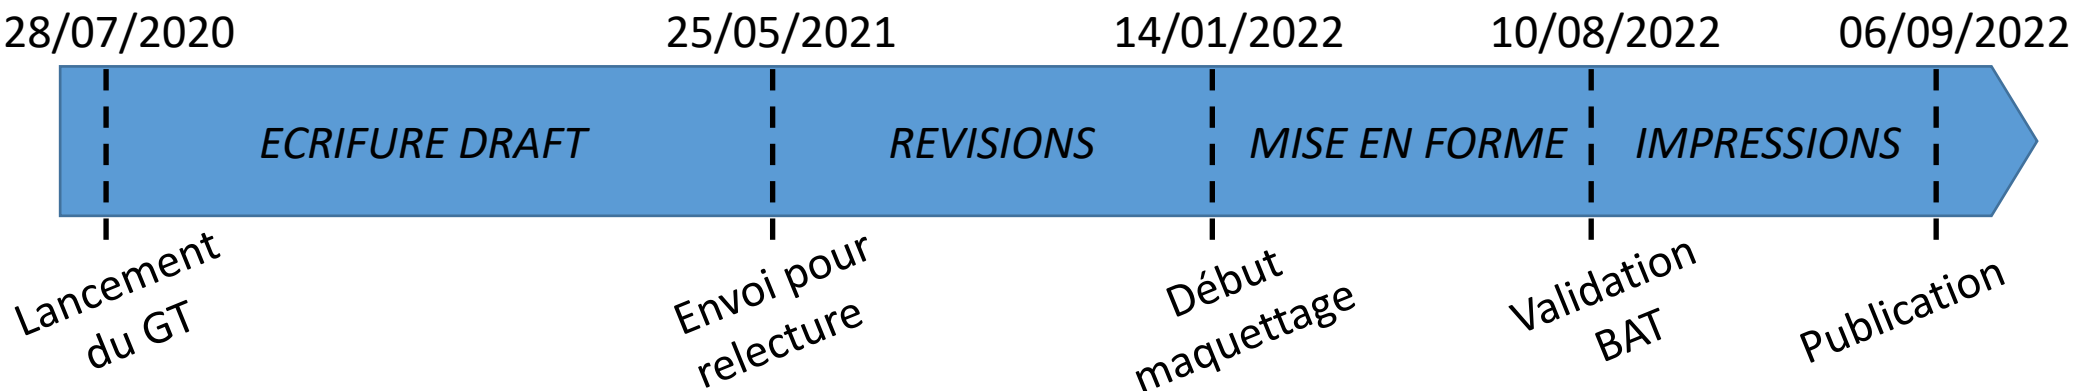 28/07/2020 25/05/2021 14/01/2022 10/08/2022 06/09/2022
ECRIFURE DRAFT REVISIONS MISE EN FORME IMPRESSIONS
Lancement
du GT
Envoi pour
relecture
Début
maquettage
Validation
BAT
Publication